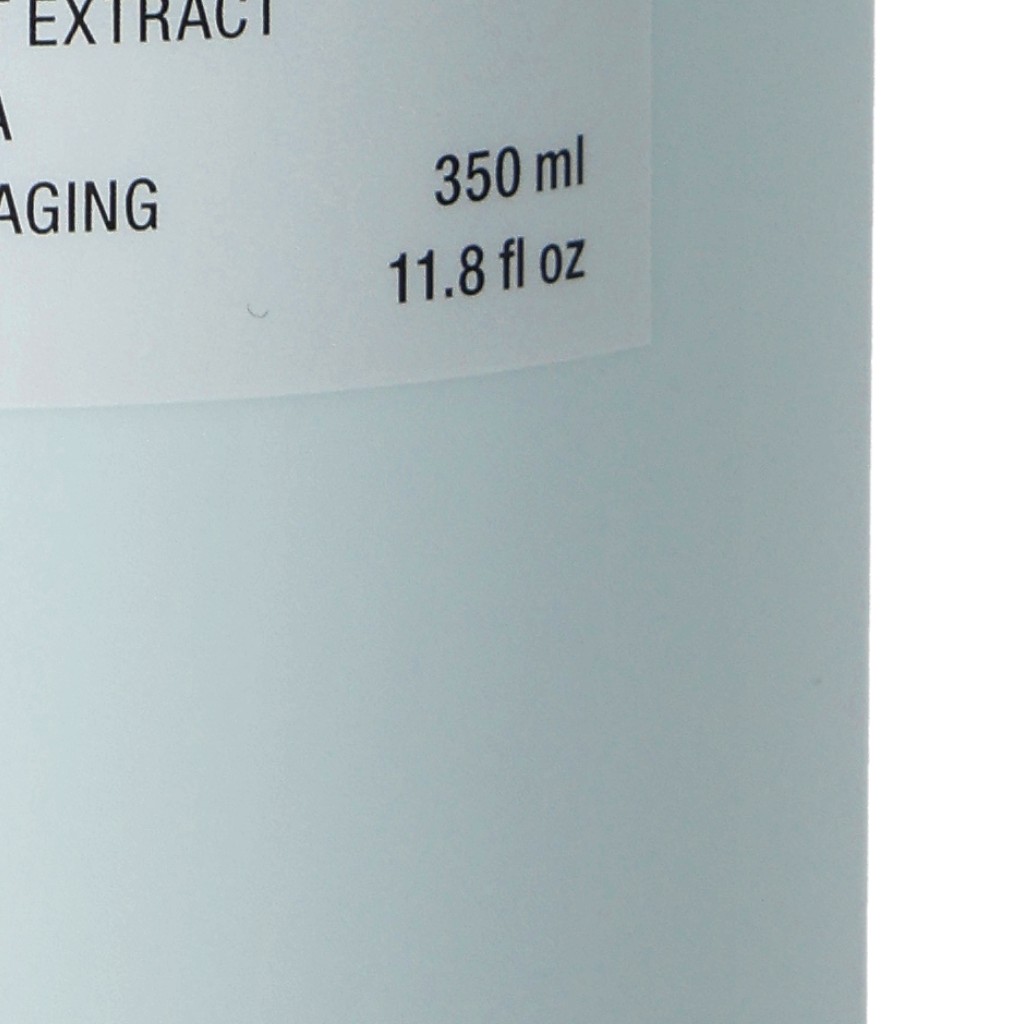 EXTRACT
350 ml
AGING
11.8 fl oz